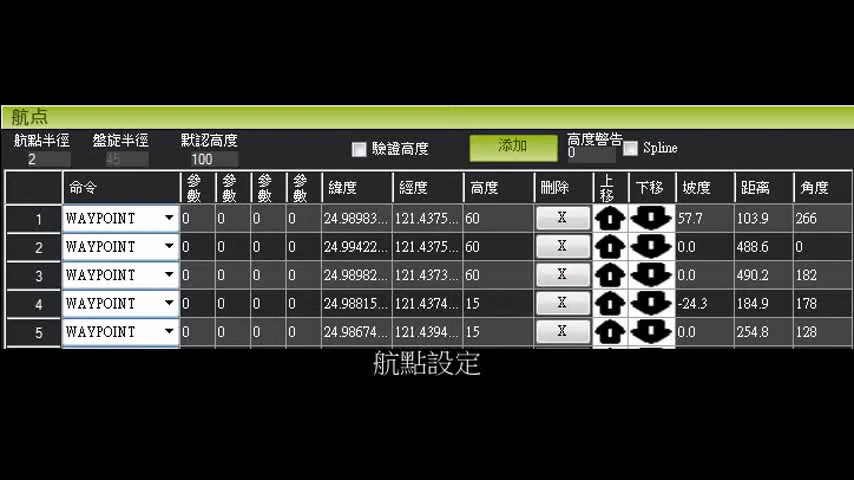 航点
航點半徑 盤旋半徑 默認高度 驗證高度 添加 高度警告 Spline
2 45 100 0
命令 參數 參數 參數 參數 緯度 經度 高度 刪除 上移 下移 坡度 距离 角度
1 WAYPOINT 0 0 0 0 24.98983... 121.4375... 60 X 57.7 103.9 266
2 WAYPOINT 0 0 0 0 24.99422... 121.4375... 60 X 0.0 488.6 0
3 WAYPOINT 0 0 0 0 24.98982... 121.4373... 60 X 0.0 490.2 182
4 WAYPOINT 0 0 0 0 24.98815... 121.4374... 15 X -24.3 184.9 178
5 WAYPOINT 0 0 0 0 24.98674... 121.4394... 15 X 0.0 254.8 128
航點設定